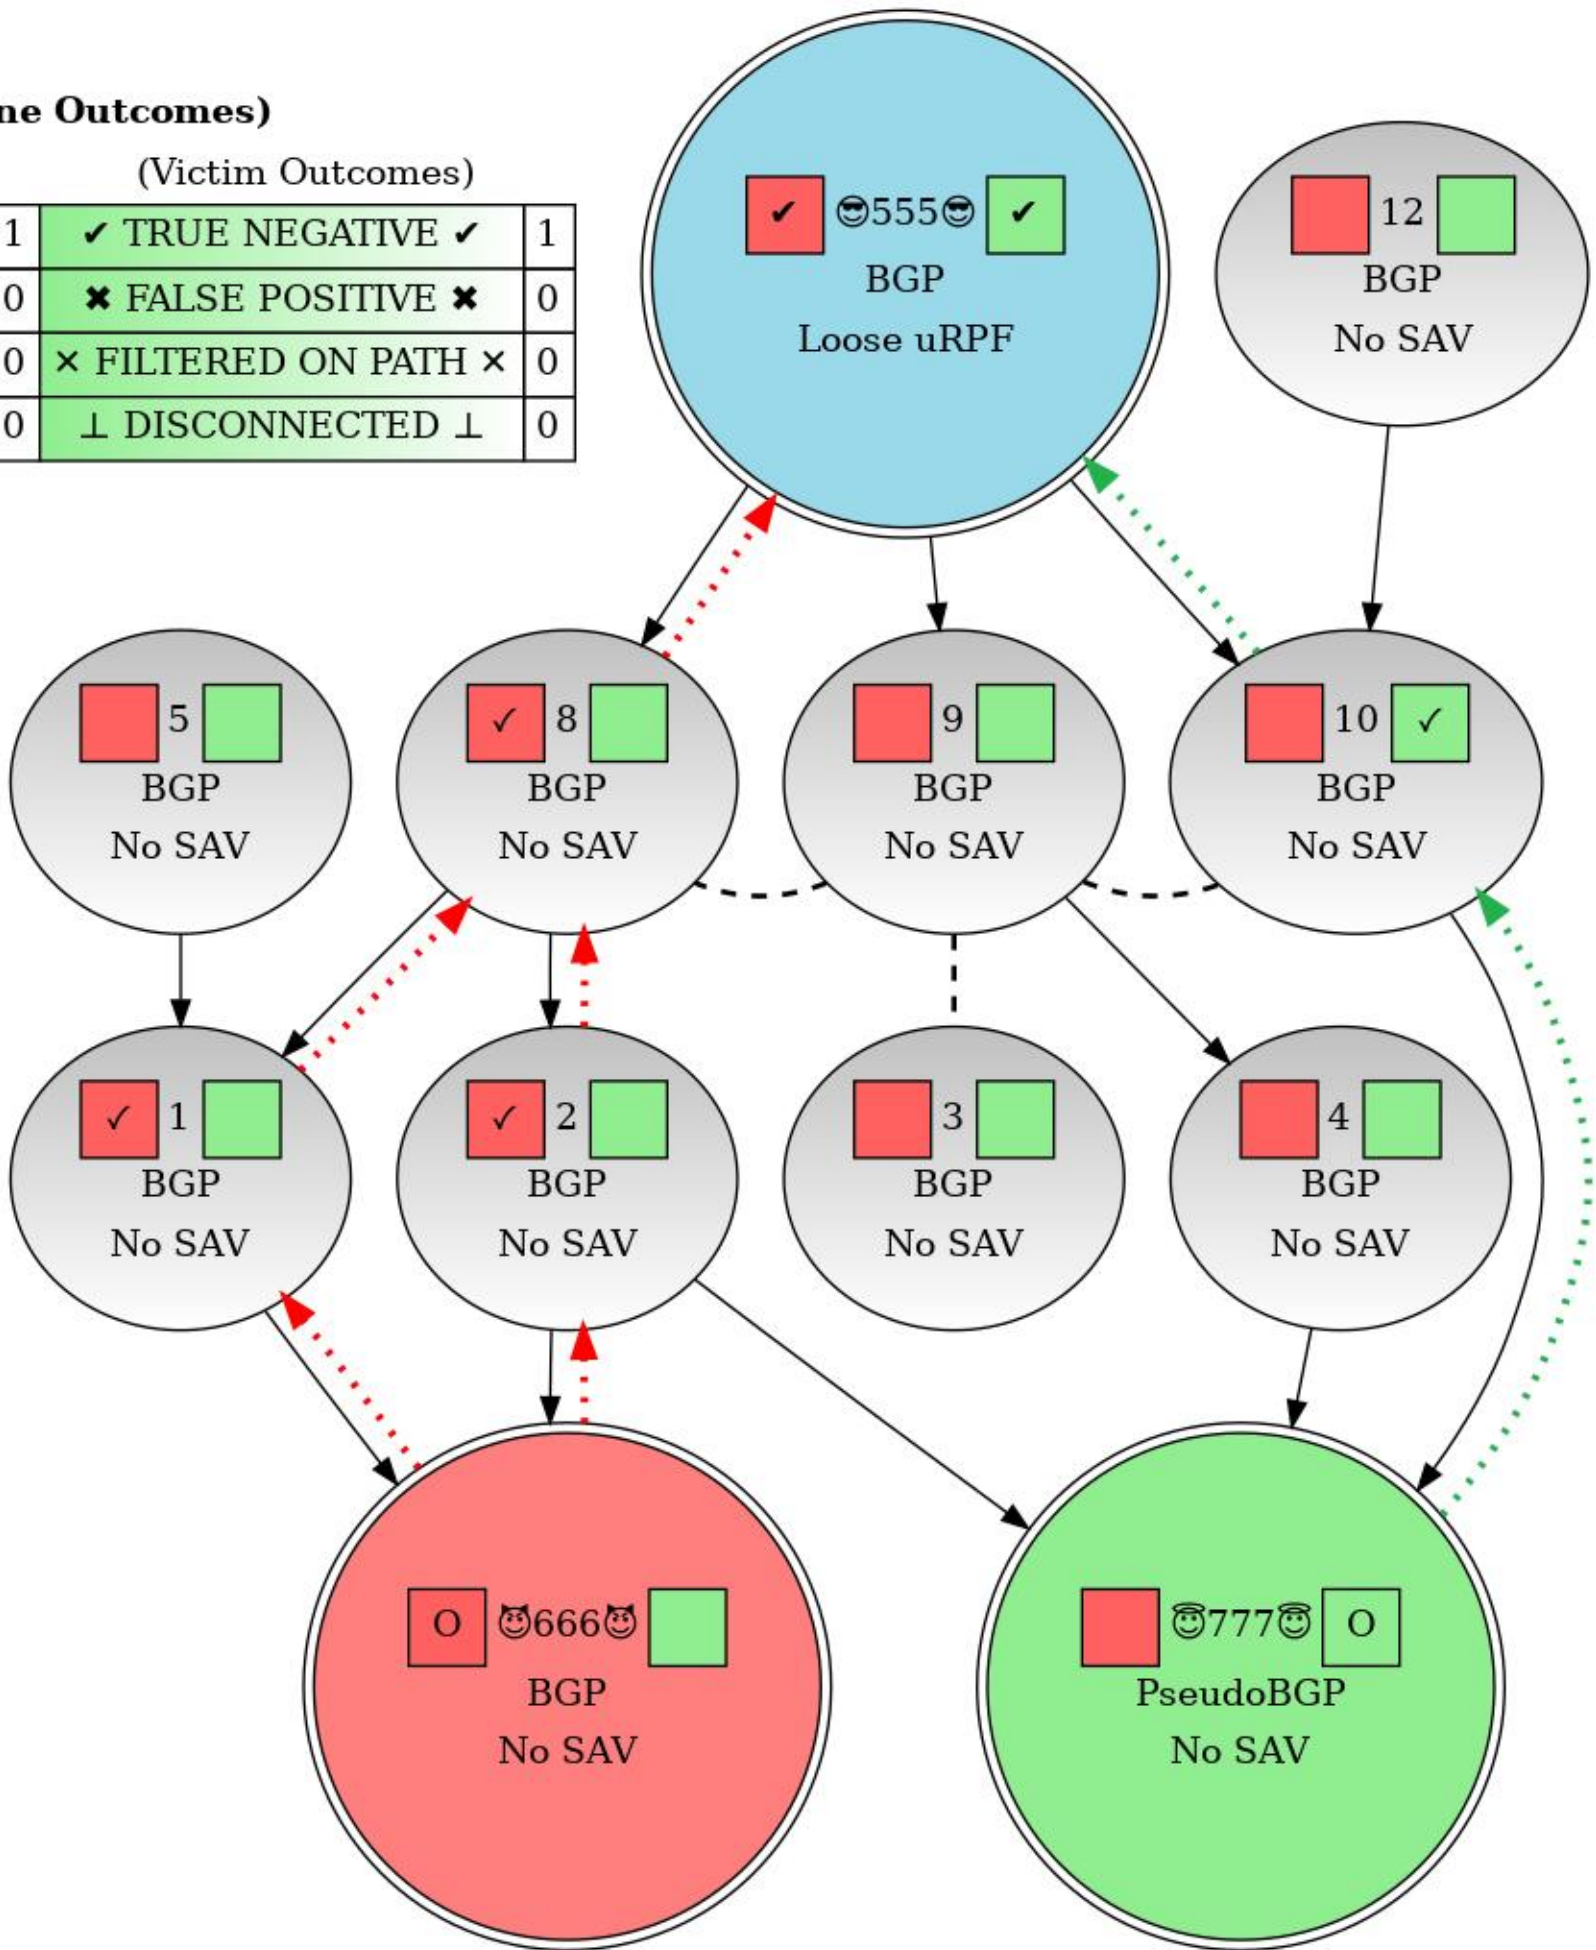 ne Outcomes)
(Victim Outcomes)
1 ✔ TRUE NEGATIVE ✔ 1
0 ✖ FALSE POSITIVE ✖ 0
0 ✕ FILTERED ON PATH ✕ 0
0 ⊥ DISCONNECTED ⊥ 0
✔ 😎555😎 ✔
BGP
Loose uRPF
12
BGP
No SAV
5
BGP
No SAV
✓ 8
BGP
No SAV
9
BGP
No SAV
10 ✓
BGP
No SAV
✓ 1
BGP
No SAV
✓ 2
BGP
No SAV
3
BGP
No SAV
4
BGP
No SAV
O 😈666😈
BGP
No SAV
😇777😇 O
PseudoBGP
No SAV